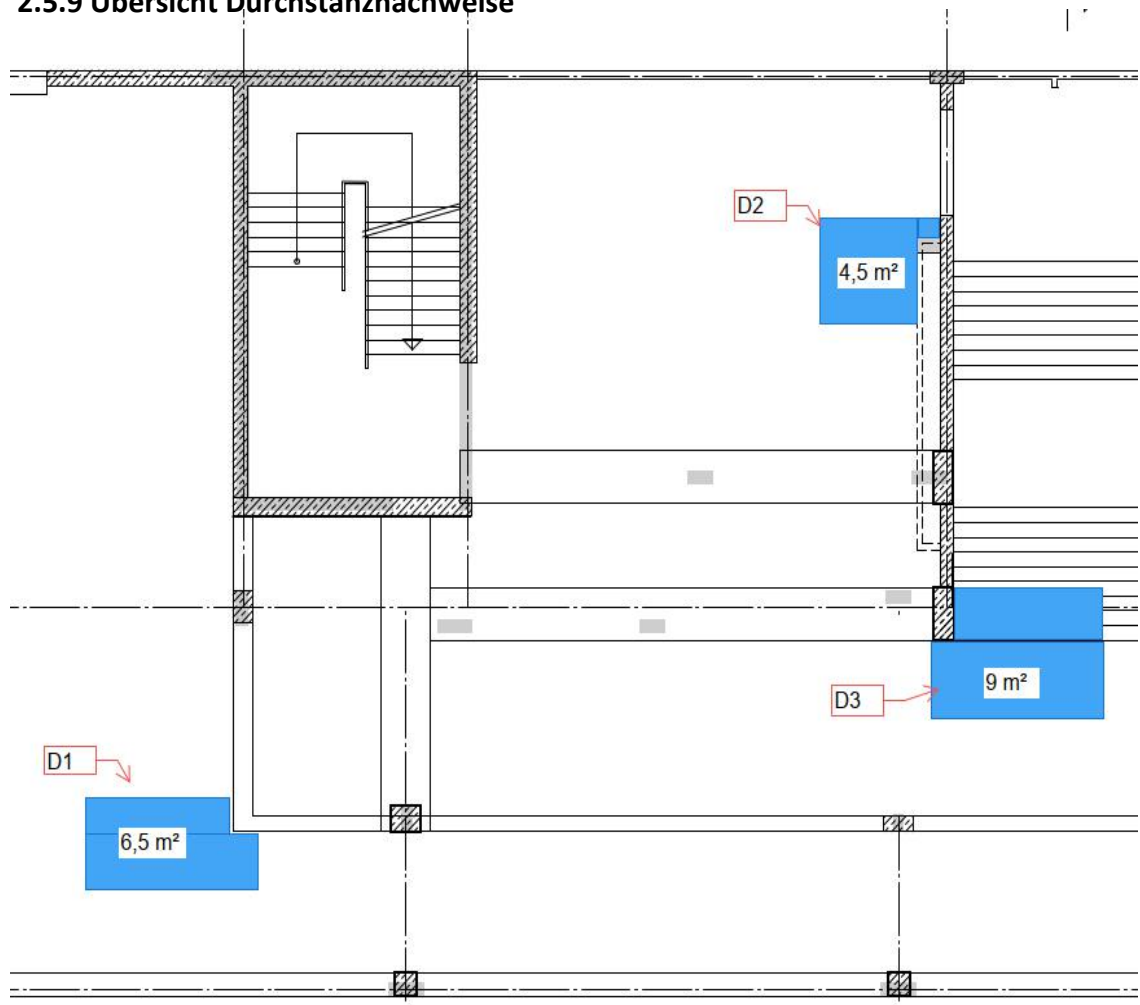 2.5.9 Übersicht Durchstanznachweise
D2
4,5 m²
D3
9 m²
D1
6,5 m²